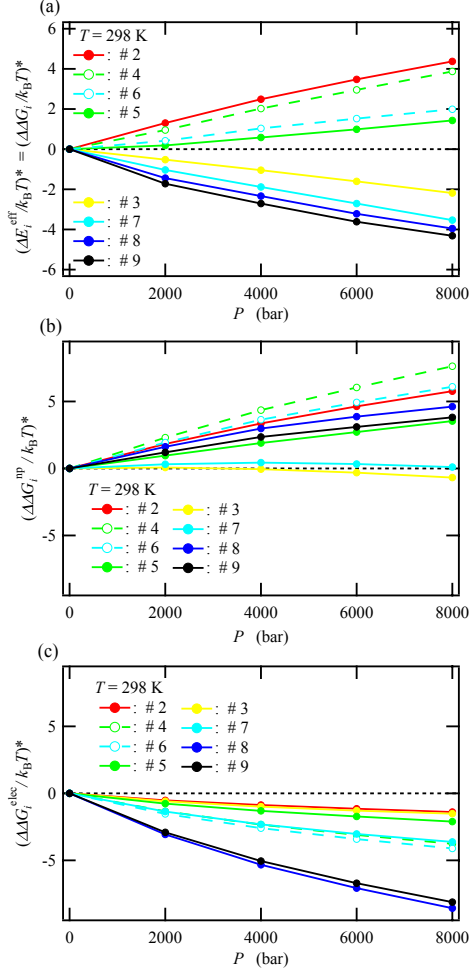 (a)
T = 298 K
: # 2
: # 4
: # 6
: # 5
: # 3
: # 7
: # 8
: # 9
(ΔE_i^eff/k_BT)* = (ΔΔG_i/k_BT)*
6
4
2
0
-2
-4
-6
0 2000 4000 6000 8000
P (bar)
(b)
(ΔΔG_i^np / k_BT)*
5
0
-5
T = 298 K
: # 2 : # 3
: # 4 : # 7
: # 6 : # 8
: # 5 : # 9
0 2000 4000 6000 8000
P (bar)
(c)
T = 298 K
: # 2 : # 3
: # 4 : # 7
: # 6 : # 8
: # 5 : # 9
(ΔΔG_i^elec/ k_BT)*
5
0
-5
0 2000 4000 6000 8000
P (bar)